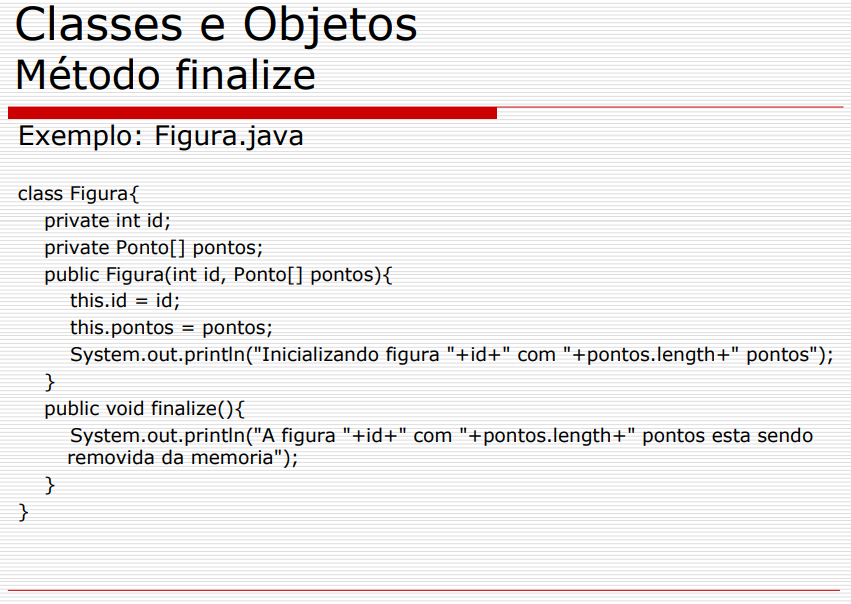 Classes e Objetos
Método finalize
Exemplo: Figura.java
class Figura{
private int id;
private Ponto[] pontos;
public Figura(int id, Ponto[] pontos){
this.id = id;
this.pontos = pontos;
System.out.println("Inicializando figura "+id+" com "+pontos.length+" pontos");
}
public void finalize(){
System.out.println("A figura "+id+" com "+pontos.length+" pontos esta sendo
removida da memoria");
}
}